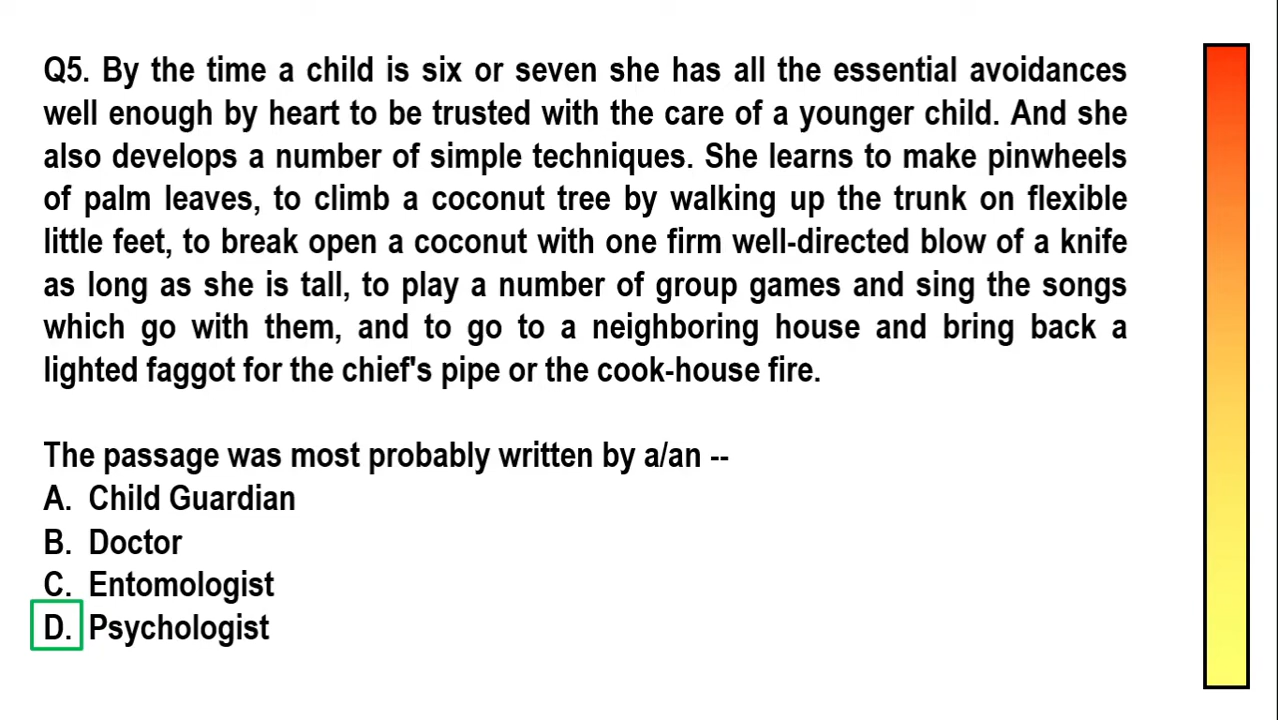 Q5. By the time a child is six or seven she has all the essential avoidances
well enough by heart to be trusted with the care of a younger child. And she
also develops a number of simple techniques. She learns to make pinwheels
of palm leaves, to climb a coconut tree by walking up the trunk on flexible
little feet, to break open a coconut with one firm well-directed blow of a knife
as long as she is tall, to play a number of group games and sing the songs
which go with them, and to go to a neighboring house and bring back a
lighted faggot for the chief's pipe or the cook-house fire.
The passage was most probably written by a/an --
A. Child Guardian
B. Doctor
C. Entomologist
D. Psychologist